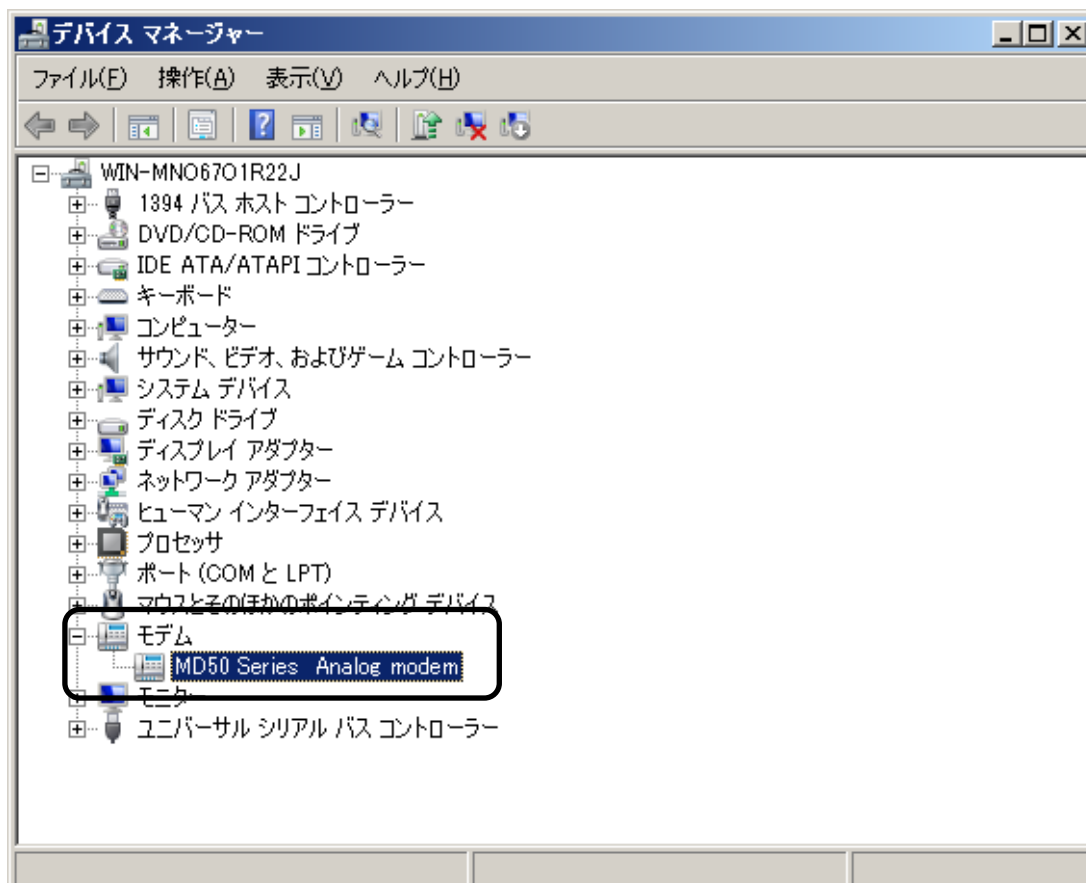 デバイス マネージャー
ファイル(F) 操作(A) 表示(V) ヘルプ(H)
WIN-MNO67O1R22J
1394 バス ホスト コントローラー
DVD/CD-ROM ドライブ
IDE ATA/ATAPI コントローラー
キーボード
コンピューター
サウンド、ビデオ、およびゲーム コントローラー
システム デバイス
ディスク ドライブ
ディスプレイ アダプター
ネットワーク アダプター
ヒューマン インターフェイス デバイス
プロセッサ
ポート (COM と LPT)
マウスとそのほかのポインティング デバイス
モデム
MD50 Series Analog modem
モニター
ユニバーサル シリアル バス コントローラー